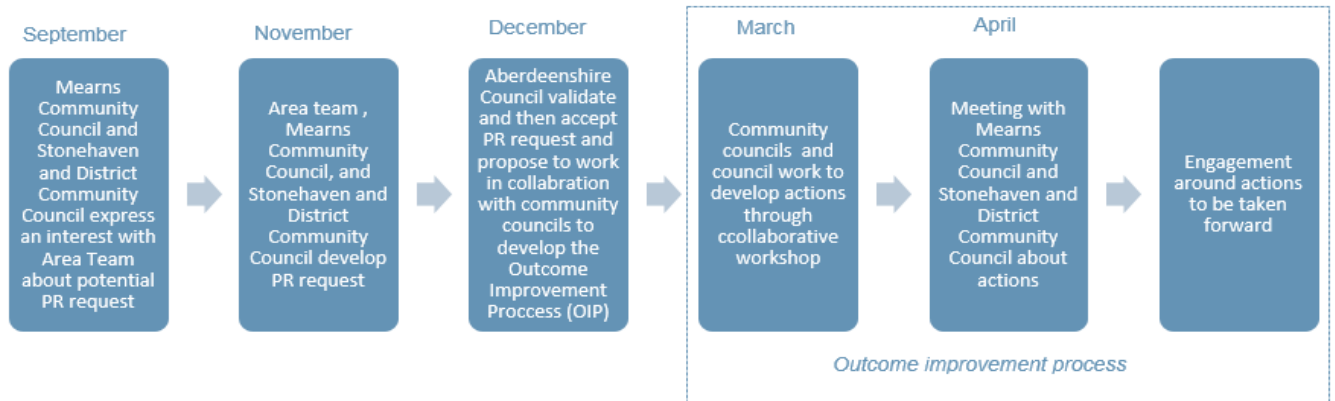 September
Mearns
Community
Council and
Stonehaven
and District
Community
Council express
an interest with
Area Team
about potential
PR request
November
Area team ,
Mearns
Community
Council, and
Stonehaven and
District
Community
Council develop
PR request
December
Aberdeenshire
Council validate
and then accept
PR request and
propose to work
in collabration
with community
councils to
develop the
Outcome
Improvement
Proccess (OIP)
March
Community
councils and
council work to
develop actions
through
ccollaborative
workshop
April
Meeting with
Mearns
Community
Council and
Stonehaven and
District
Community
Council about
actions
Engagement
around actions
to be taken
forward
Outcome improvement process